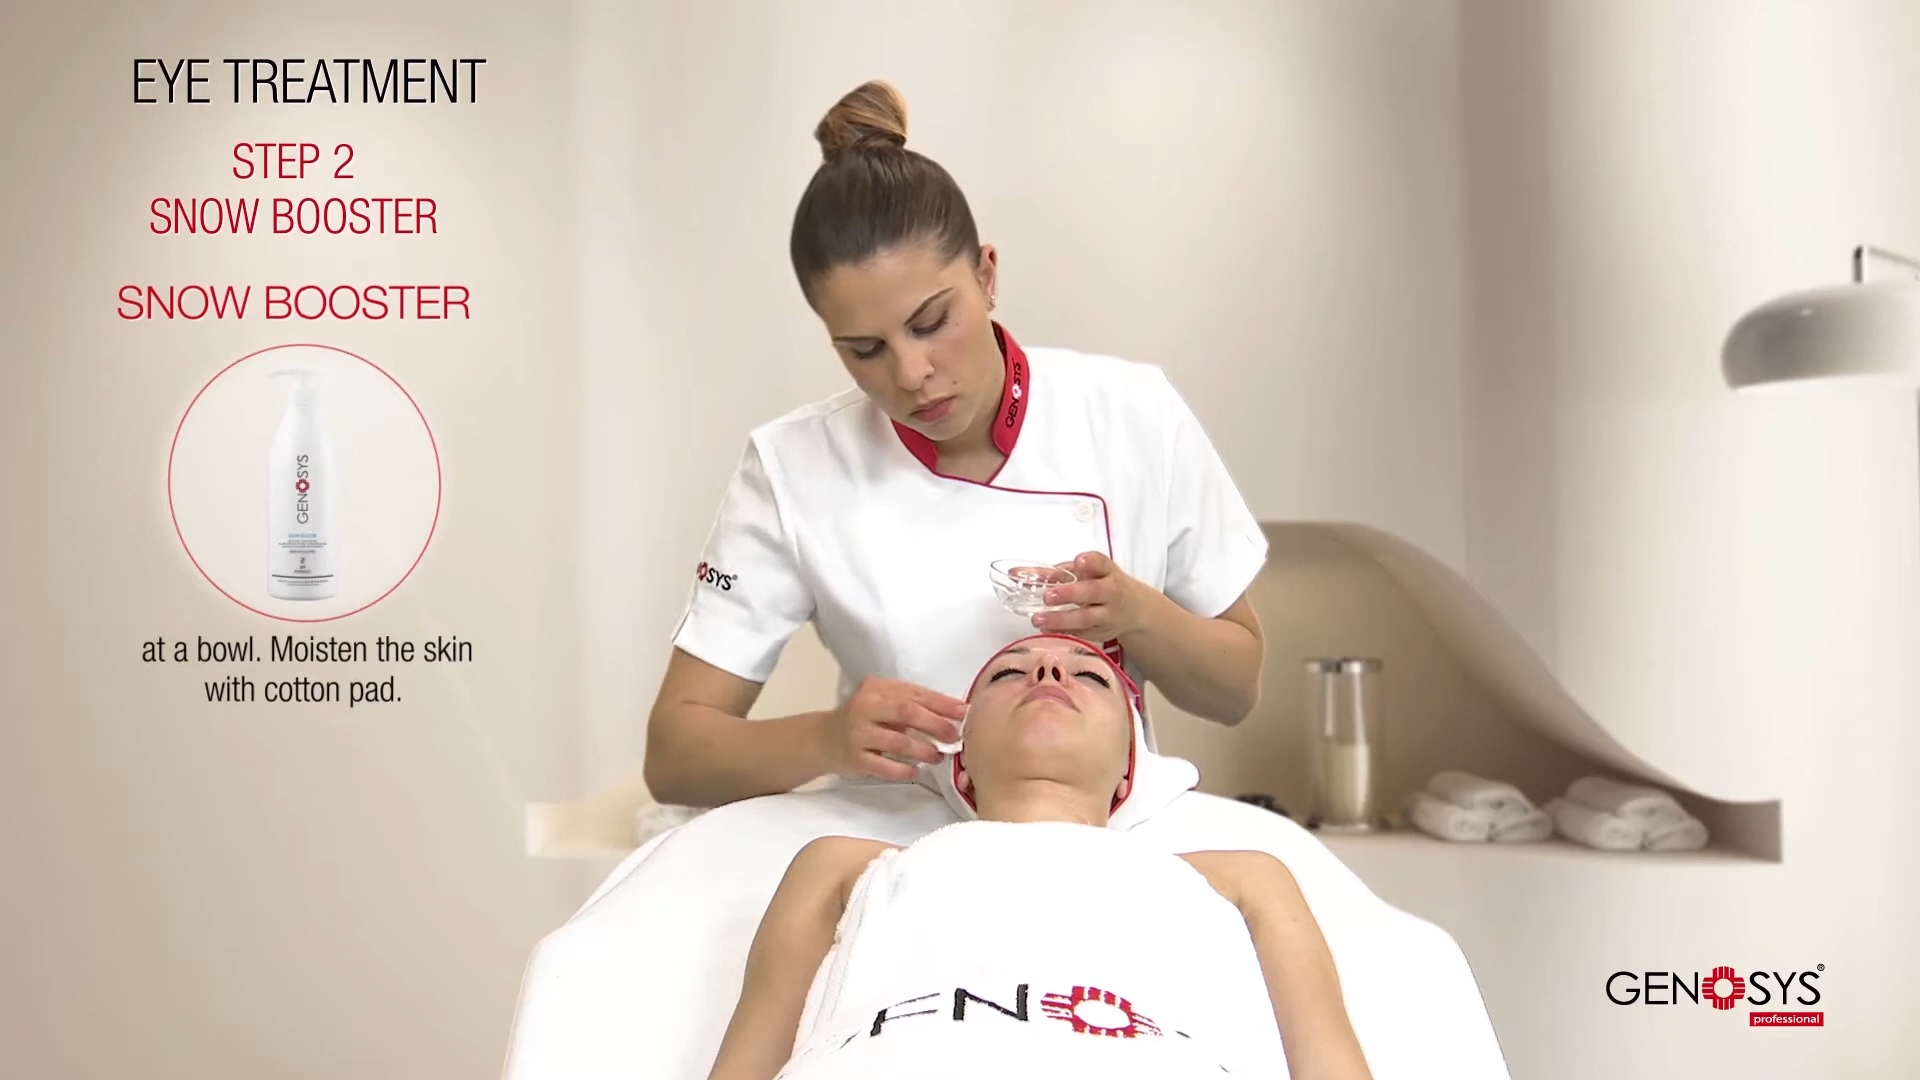 EYE TREATMENT
STEP 2
SNOW BOOSTER
SNOW BOOSTER
GENOSYS
at a bowl. Moisten the skin
with cotton pad.
GENOSYS
OSYS®
GENOSYS®
professional